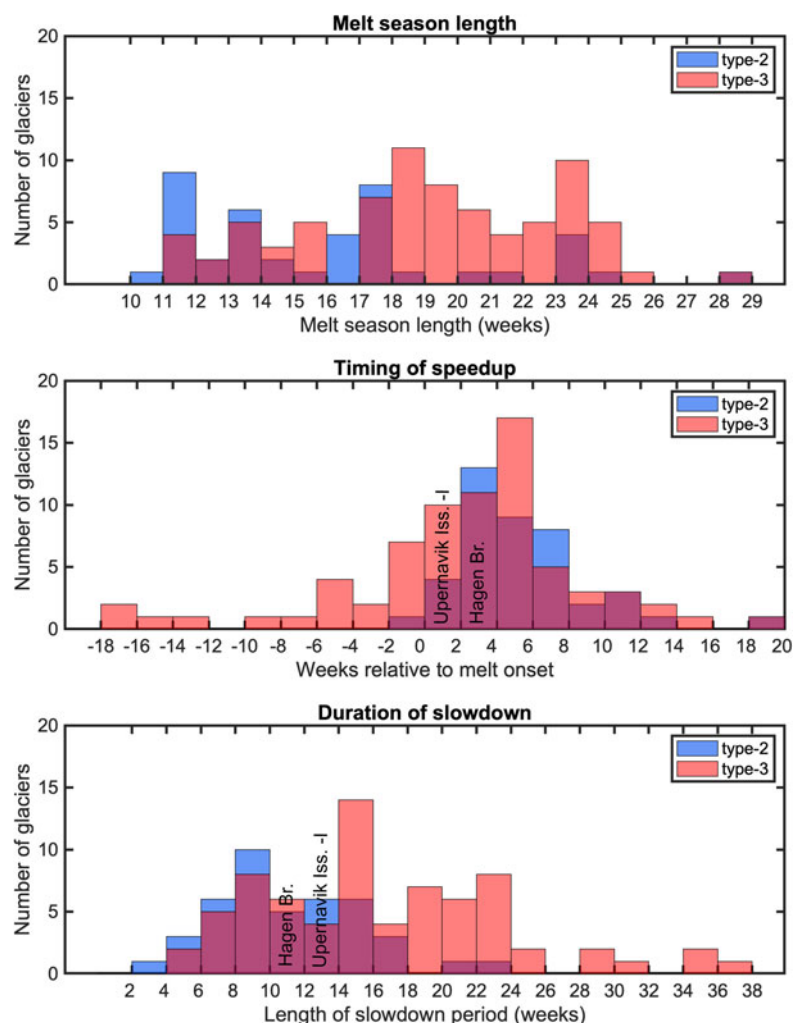 Melt season length
20
15
10
5
0
Number of glaciers
type-2
type-3
10 11 12 13 14 15 16 17 18 19 20 21 22 23 24 25 26 27 28 29
Melt season length (weeks)
Timing of speedup
20
15
10
5
0
Number of glaciers
type-2
type-3
Upernavik Iss. -I
Hagen Br.
-18 -16 -14 -12 -10 -8 -6 -4 -2 0 2 4 6 8 10 12 14 16 18 20
Weeks relative to melt onset
Duration of slowdown
20
15
10
5
0
Number of glaciers
type-2
type-3
Hagen Br.
Upernavik Iss. -I
2 4 6 8 10 12 14 16 18 20 22 24 26 28 30 32 34 36 38
Length of slowdown period (weeks)